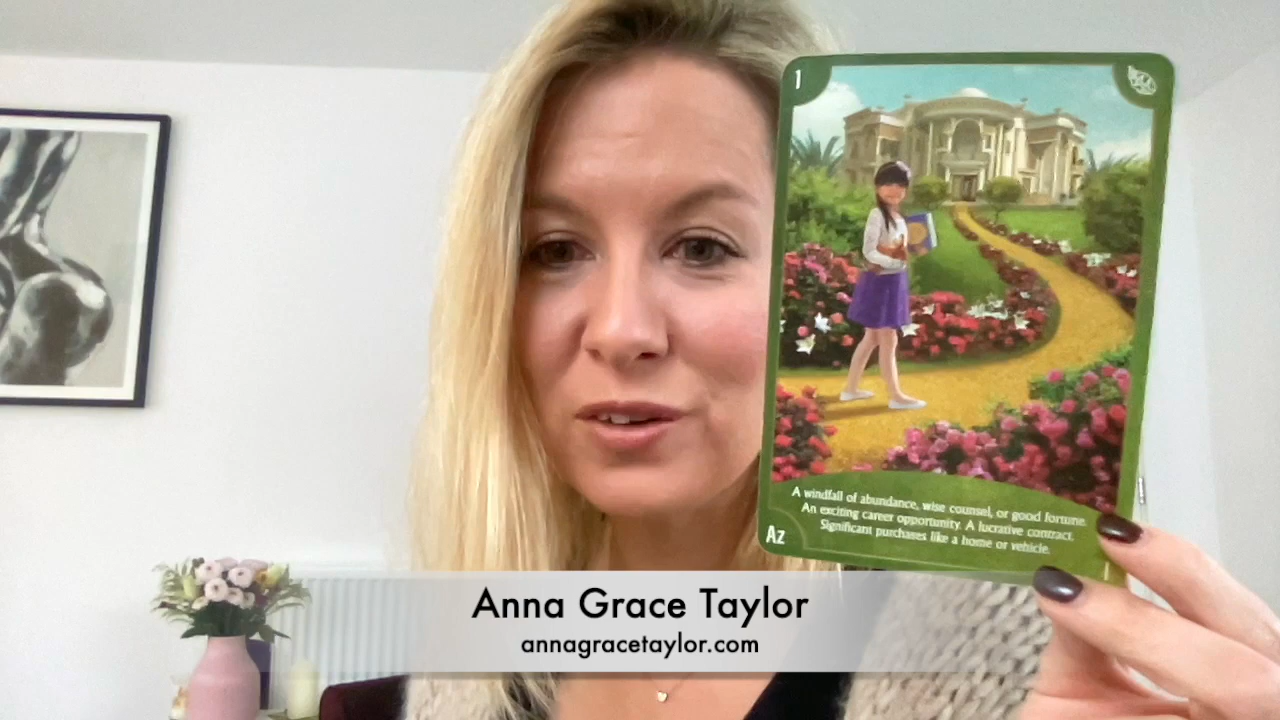 1
A windfall of abundance, wise counsel, or good fortune.
An exciting career opportunity. A lucrative contract.
Significant purchases like a home or vehicle.
Az
Anna Grace Taylor
annagracetaylor.com